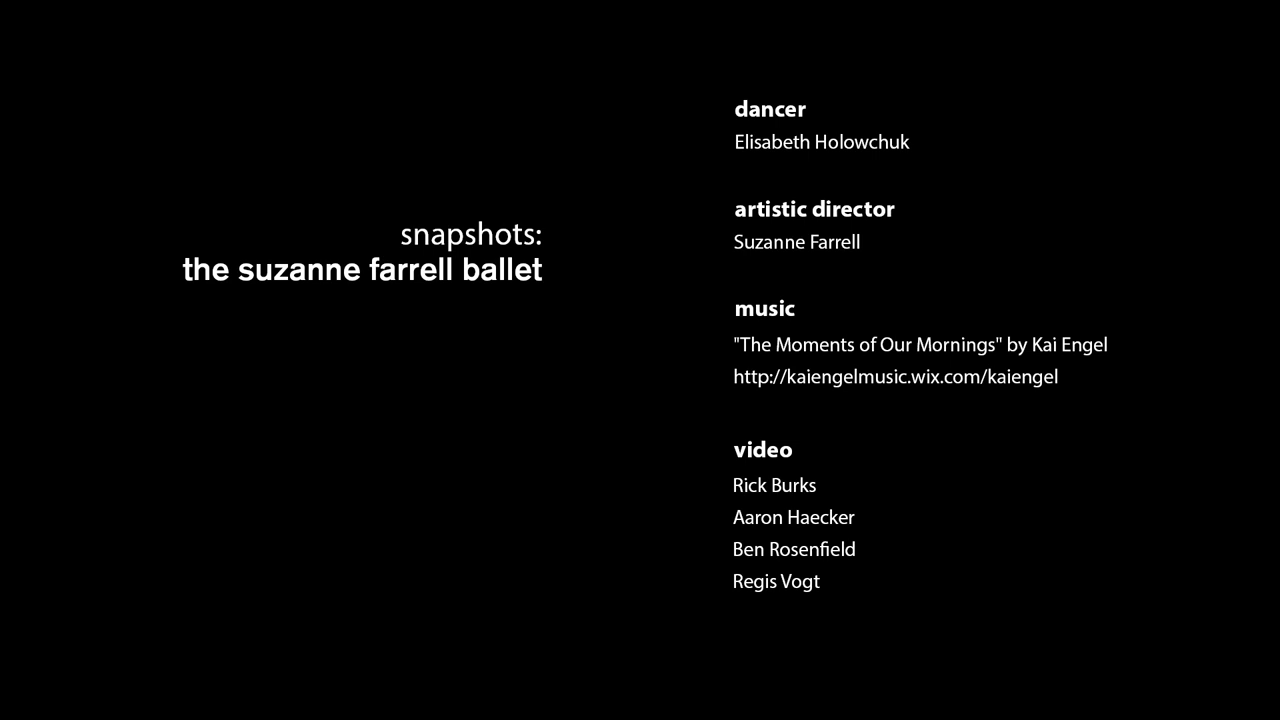 snapshots:
the suzanne farrell ballet
dancer
Elisabeth Holowchuk
artistic director
Suzanne Farrell
music
"The Moments of Our Mornings" by Kai Engel
http://kaiengelmusic.wix.com/kaiengel
video
Rick Burks
Aaron Haecker
Ben Rosenfield
Regis Vogt